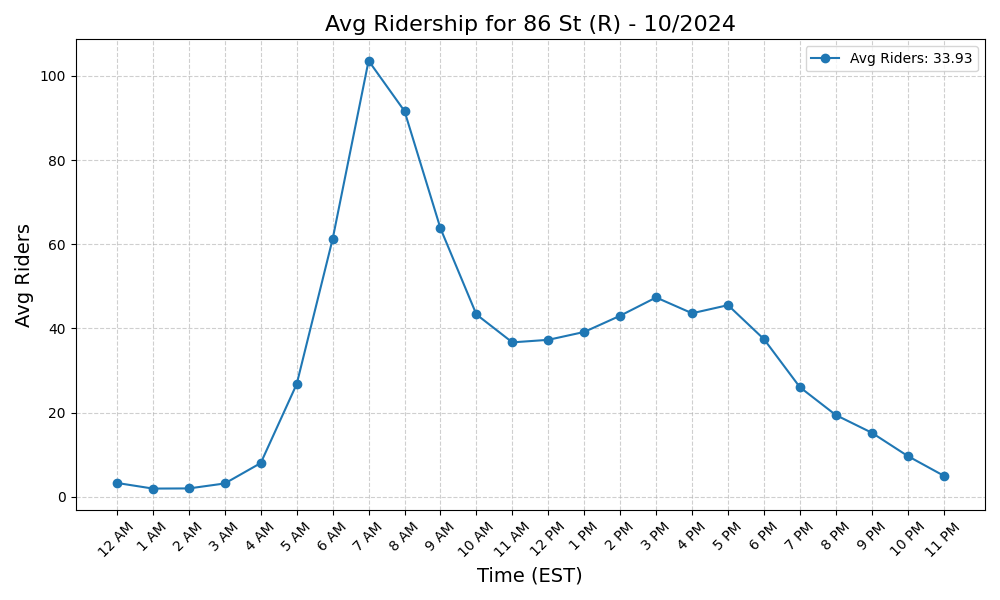 Avg Ridership for 86 St (R) - 10/2024
Avg Riders: 33.93
Avg Riders
100
80
60
40
20
0
12 AM
1 AM
2 AM
3 AM
4 AM
5 AM
6 AM
7 AM
8 AM
9 AM
10 AM
11 AM
12 PM
1 PM
2 PM
3 PM
4 PM
5 PM
6 PM
7 PM
8 PM
9 PM
10 PM
11 PM
Time (EST)